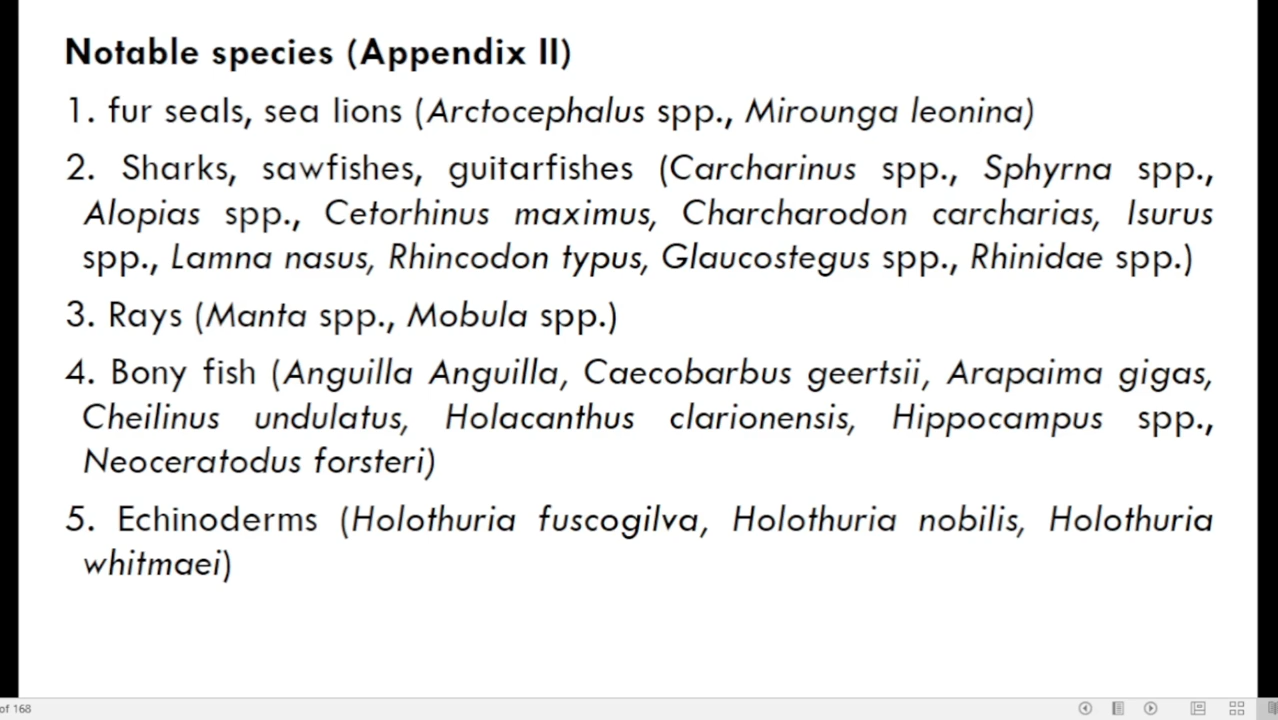 Notable species (Appendix II)
1. fur seals, sea lions (Arctocephalus spp., Mirounga leonina)
2. Sharks, sawfishes, guitarfishes (Carcharinus spp., Sphyrna spp.,
Alopias spp., Cetorhinus maximus, Charcharodon carcharias, Isurus
spp., Lamna nasus, Rhincodon typus, Glaucostegus spp., Rhinidae spp.)
3. Rays (Manta spp., Mobula spp.)
4. Bony fish (Anguilla Anguilla, Caecobarbus geertsii, Arapaima gigas,
Cheilinus undulatus, Holacanthus clarionensis, Hippocampus spp.,
Neoceratodus forsteri)
5. Echinoderms (Holothuria fuscogilva, Holothuria nobilis, Holothuria
whitmaei)
of 168